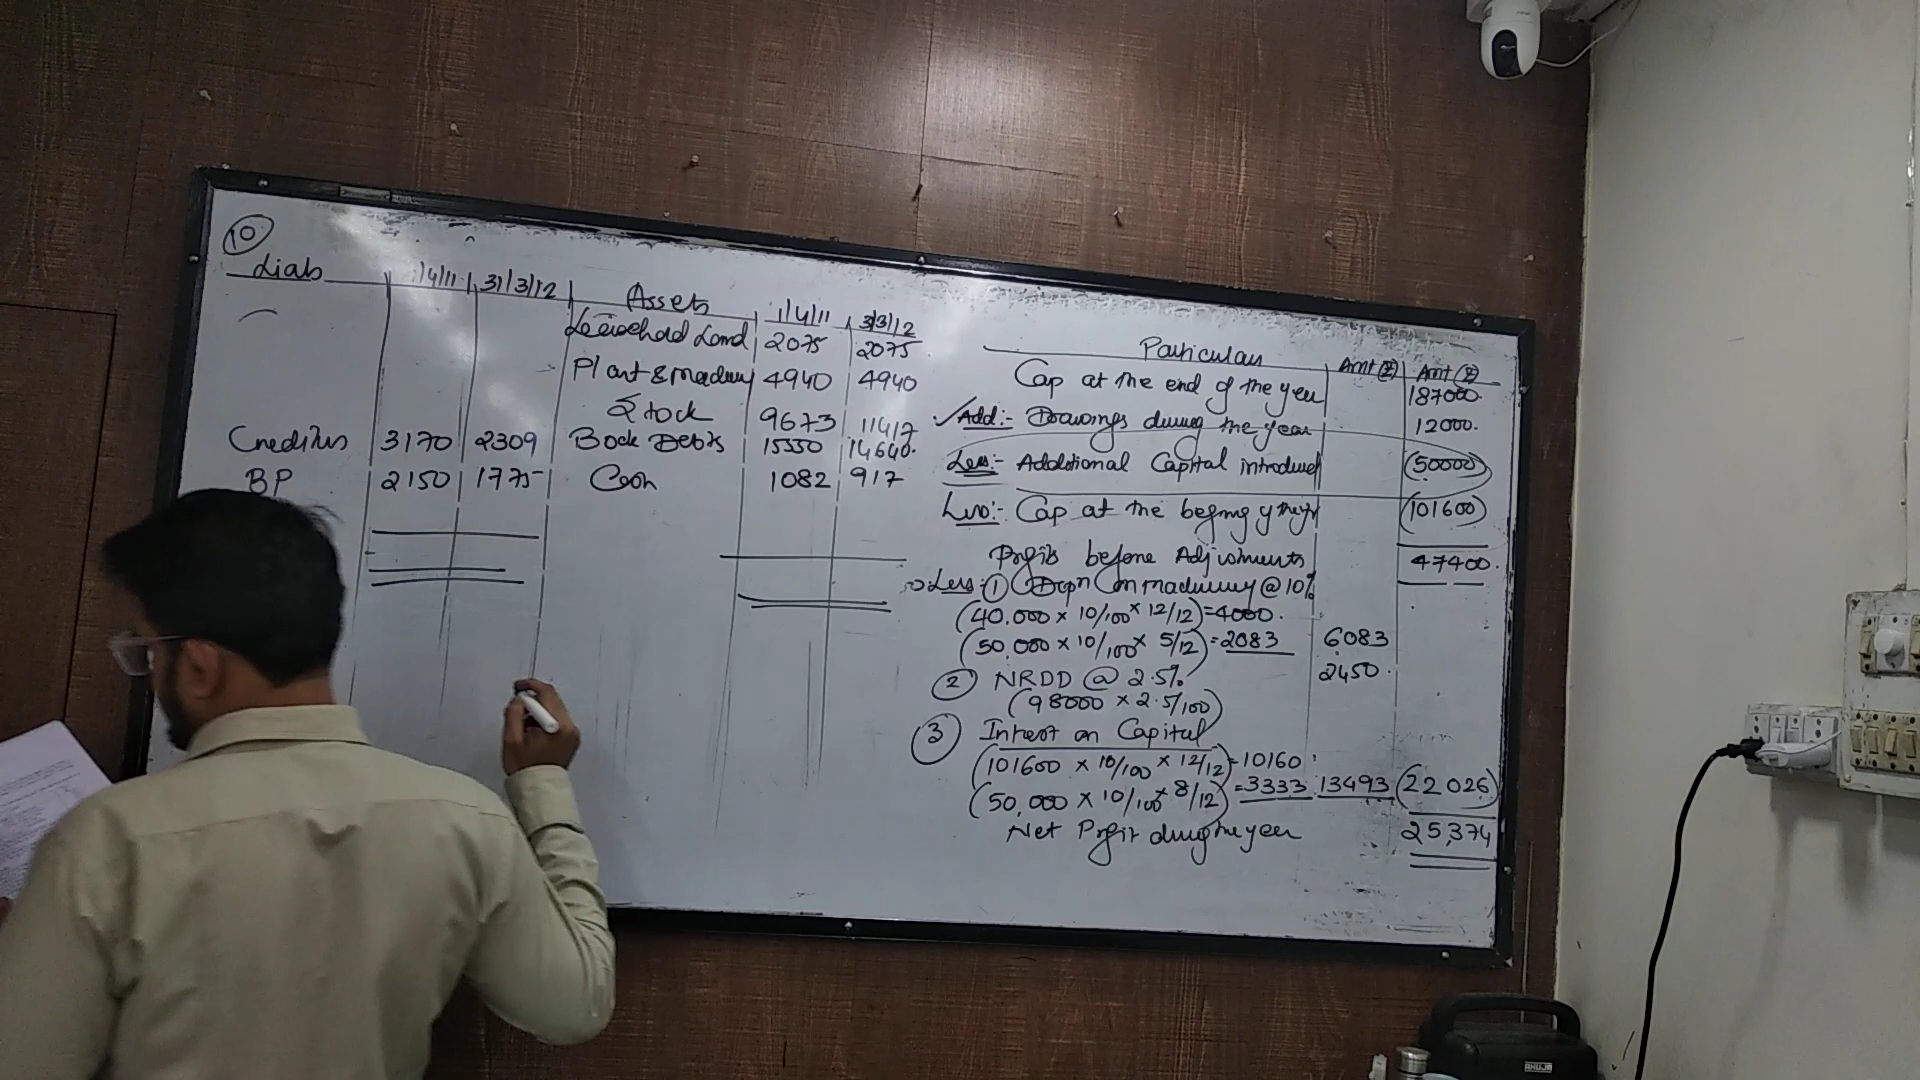 10
Liab 1/4/11 31/3/12 Assets 1/4/11 31/3/12
Leasehold Land 2075 2075
Plant & Machinery 4940 4940
Stock 9673 11417
Creditors 3170 2309 Book Debts 15550 14640
BP 2150 1775 Cash 1082 917
Particulars Amt (₹) Amt (₹)
Cap at the end of the year 187000
Add:- Drawings during the year 12000
Less:- Additional Capital introduced (50000)
Less:- Cap at the begining of the yr (101600)
Profit before Adjustments 47400
Less:- 1 Depn on machinery @ 10%
(40,000 × 10/100 × 12/12) = 4000
(50,000 × 10/100 × 5/12) = 2083 6083
2 NRDD @ 2.5% 2450
(98000 × 2.5/100)
3 Interest on Capital
(101600 × 10/100 × 12/12) = 10160
(50,000 × 10/100 × 8/12) = 3333 13493 (22026)
Net Profit during the year 25,374
AHUJA